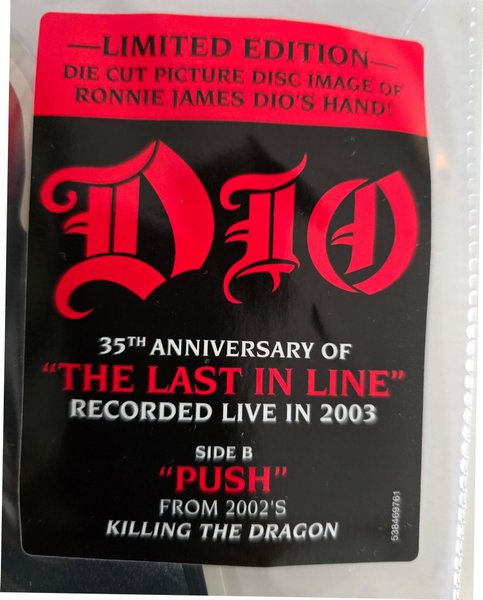 —LIMITED EDITION—
DIE CUT PICTURE DISC IMAGE OF
RONNIE JAMES DIO'S HAND!
DIO
35TH ANNIVERSARY OF
"THE LAST IN LINE"
RECORDED LIVE IN 2003
SIDE B
"PUSH"
FROM 2002'S
KILLING THE DRAGON
538469761